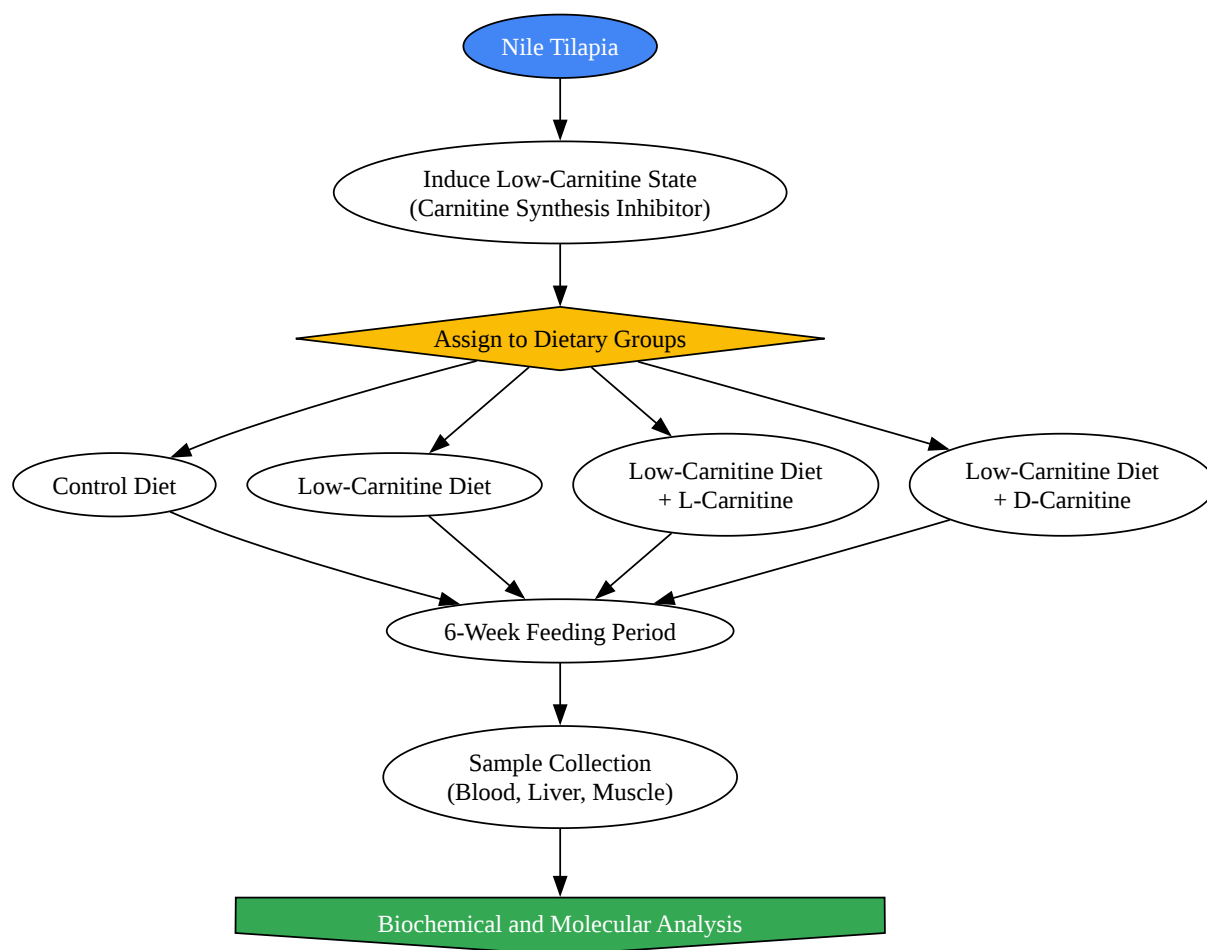 Nile Tilapia
Induce Low-Carnitine State
(Carnitine Synthesis Inhibitor)
Assign to Dietary Groups
Control Diet
Low-Carnitine Diet
Low-Carnitine Diet
+ L-Carnitine
Low-Carnitine Diet
+ D-Carnitine
6-Week Feeding Period
Sample Collection
(Blood, Liver, Muscle)
Biochemical and Molecular Analysis